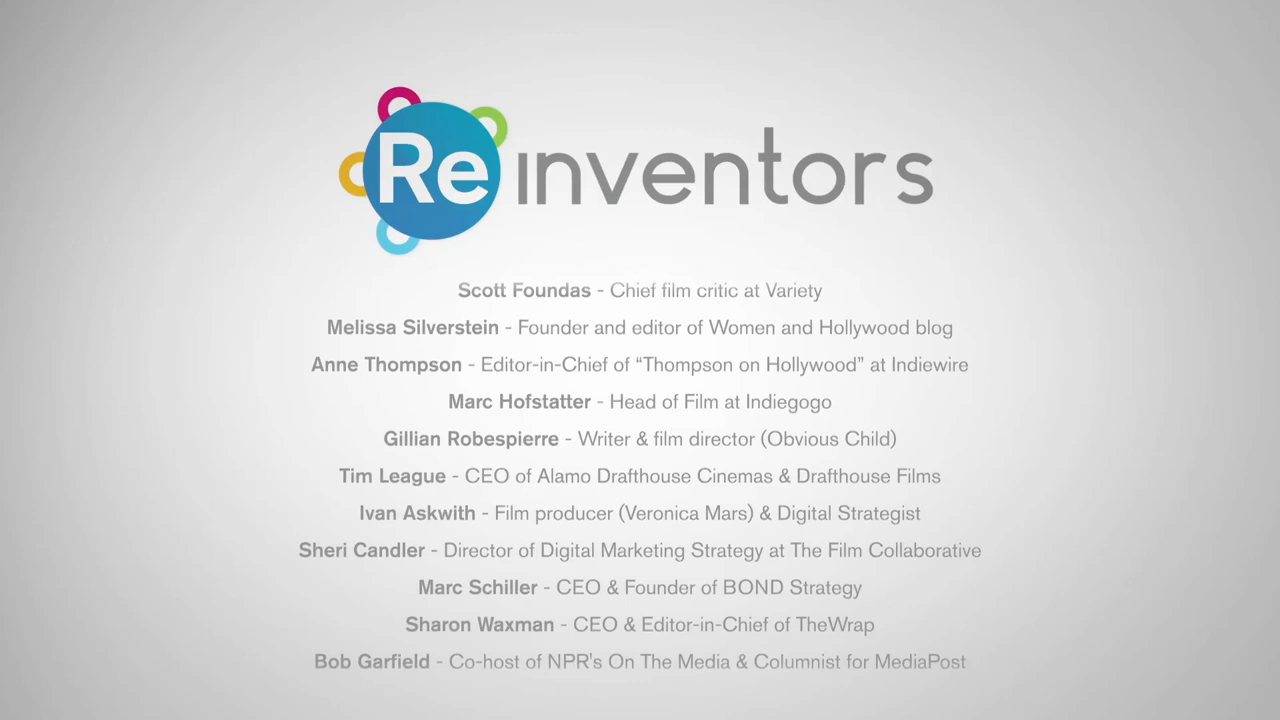 Reinventors
Scott Foundas - Chief film critic at Variety
Melissa Silverstein - Founder and editor of Women and Hollywood blog
Anne Thompson - Editor-in-Chief of “Thompson on Hollywood” at Indiewire
Marc Hofstatter - Head of Film at Indiegogo
Gillian Robespierre - Writer & film director (Obvious Child)
Tim League - CEO of Alamo Drafthouse Cinemas & Drafthouse Films
Ivan Askwith - Film producer (Veronica Mars) & Digital Strategist
Sheri Candler - Director of Digital Marketing Strategy at The Film Collaborative
Marc Schiller - CEO & Founder of BOND Strategy
Sharon Waxman - CEO & Editor-in-Chief of TheWrap
Bob Garfield - Co-host of NPR's On The Media & Columnist for MediaPost